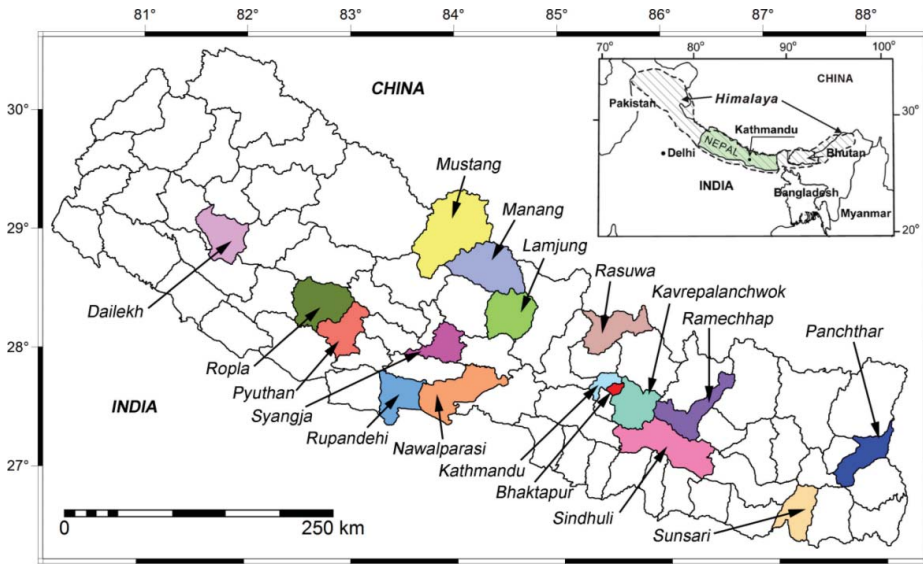 81° 82° 83° 84° 85° 86° 87° 88°
30°
29°
28°
27°
CHINA
INDIA
Mustang
Manang
Lamjung
Rasuwa
Kavrepalanchwok
Ramechhap
Panchthar
Dailekh
Ropla
Pyuthan
Syangja
Rupandehi
Nawalparasi
Kathmandu
Bhaktapur
Sindhuli
Sunsari
0 250 km
70° 80° 90° 100°
30°
20°
CHINA
Pakistan
Himalaya
Kathmandu
NEPAL
Delhi
Bhutan
INDIA
Bangladesh
Myanmar